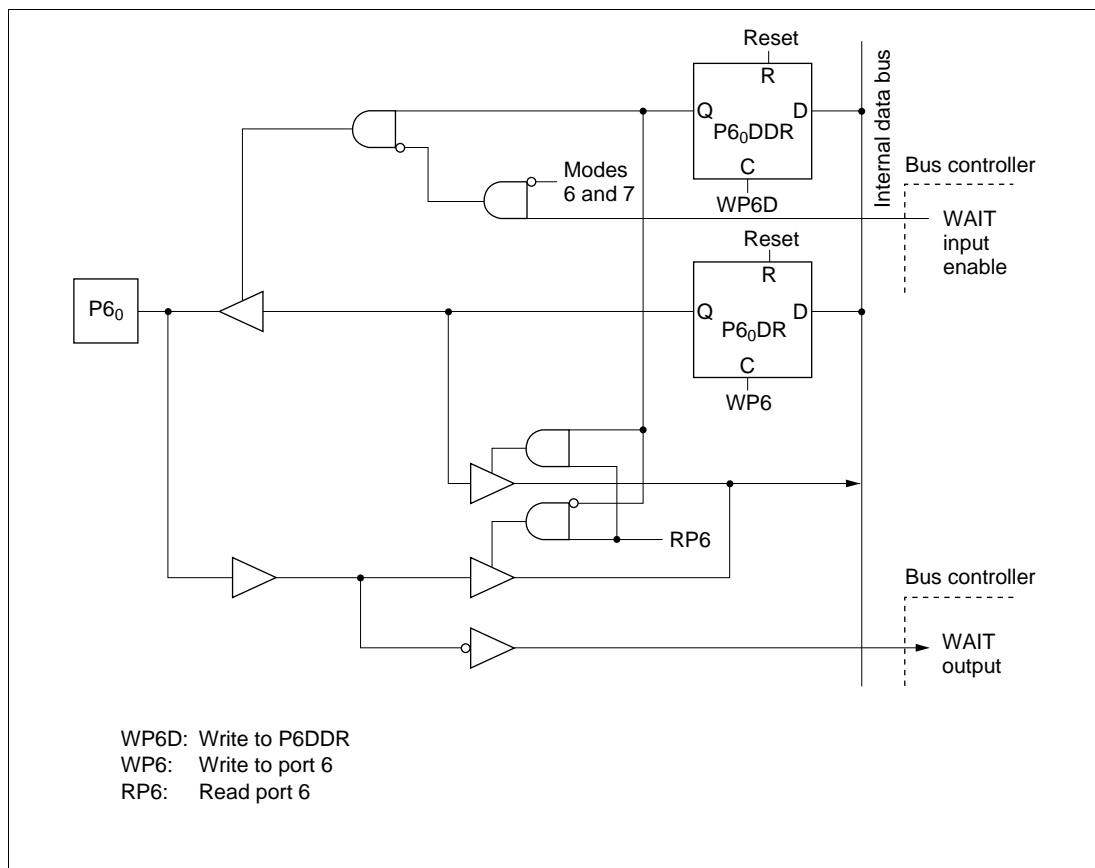 Reset
R
Q
D
P6₀DDR
C
WP6D
Internal data bus
Bus controller
Modes
6 and 7
WAIT
input
enable
Reset
R
P6₀
Q
D
P6₀DR
C
WP6
RP6
Bus controller
WAIT
output
WP6D: Write to P6DDR
WP6: Write to port 6
RP6: Read port 6